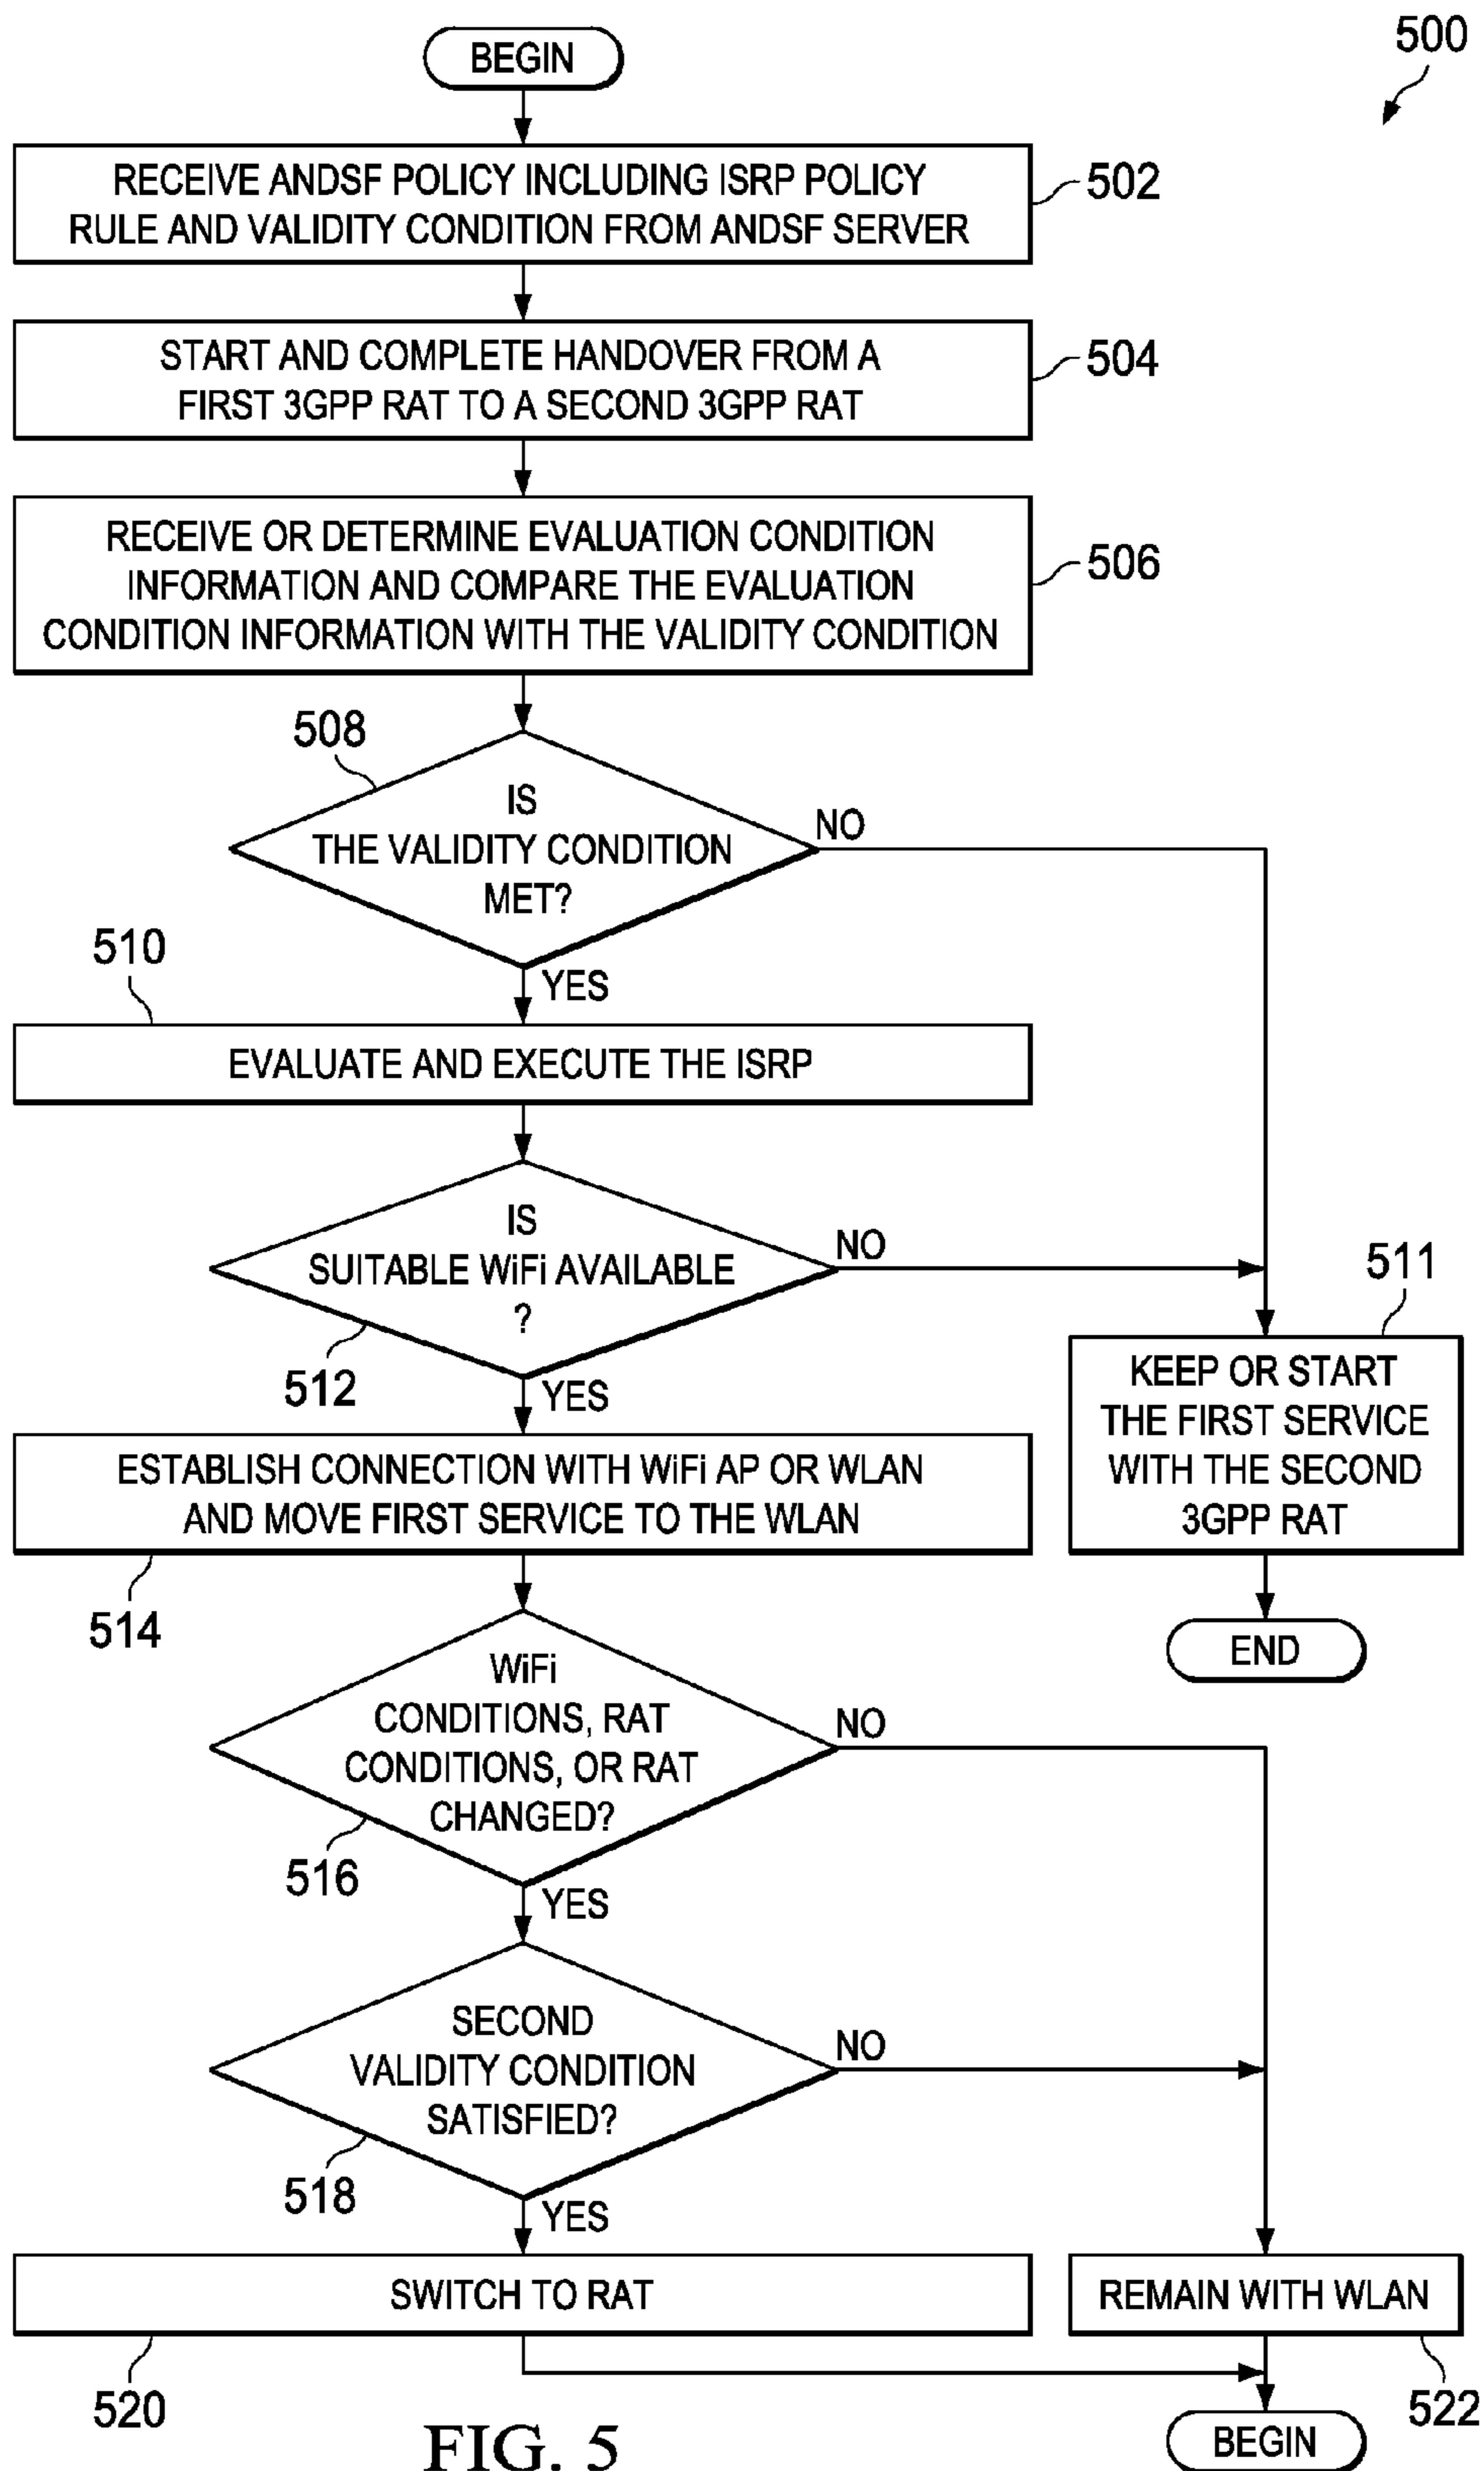 500
BEGIN
RECEIVE ANDSF POLICY INCLUDING ISRP POLICY
RULE AND VALIDITY CONDITION FROM ANDSF SERVER
502
START AND COMPLETE HANDOVER FROM A
FIRST 3GPP RAT TO A SECOND 3GPP RAT
504
RECEIVE OR DETERMINE EVALUATION CONDITION
INFORMATION AND COMPARE THE EVALUATION
CONDITION INFORMATION WITH THE VALIDITY CONDITION
506
508
IS
THE VALIDITY CONDITION
MET?
NO
YES
510
EVALUATE AND EXECUTE THE ISRP
IS
SUITABLE WiFi AVAILABLE
?
NO
512
YES
511
KEEP OR START
THE FIRST SERVICE
WITH THE SECOND
3GPP RAT
END
ESTABLISH CONNECTION WITH WiFi AP OR WLAN
AND MOVE FIRST SERVICE TO THE WLAN
514
WiFi
CONDITIONS, RAT
CONDITIONS, OR RAT
CHANGED?
NO
516
YES
SECOND
VALIDITY CONDITION
SATISFIED?
NO
518
YES
SWITCH TO RAT
520
REMAIN WITH WLAN
522
BEGIN
FIG. 5